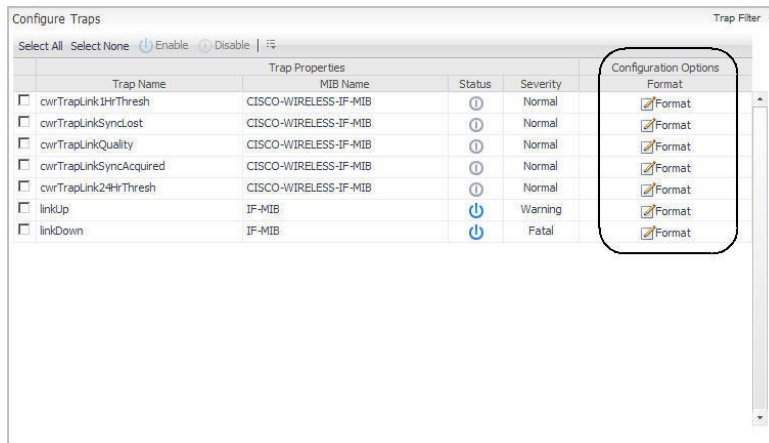 Configure Traps Trap Filter
Select All Select None Enable Disable
Trap Properties Configuration Options
Trap Name MIB Name Status Severity Format
cwrTrapLink1HrThresh CISCO-WIRELESS-IF-MIB Normal Format
cwrTrapLinkSyncLost CISCO-WIRELESS-IF-MIB Normal Format
cwrTrapLinkQuality CISCO-WIRELESS-IF-MIB Normal Format
cwrTrapLinkSyncAcquired CISCO-WIRELESS-IF-MIB Normal Format
cwrTrapLink24HrThresh CISCO-WIRELESS-IF-MIB Normal Format
linkUp IF-MIB Warning Format
linkDown IF-MIB Fatal Format